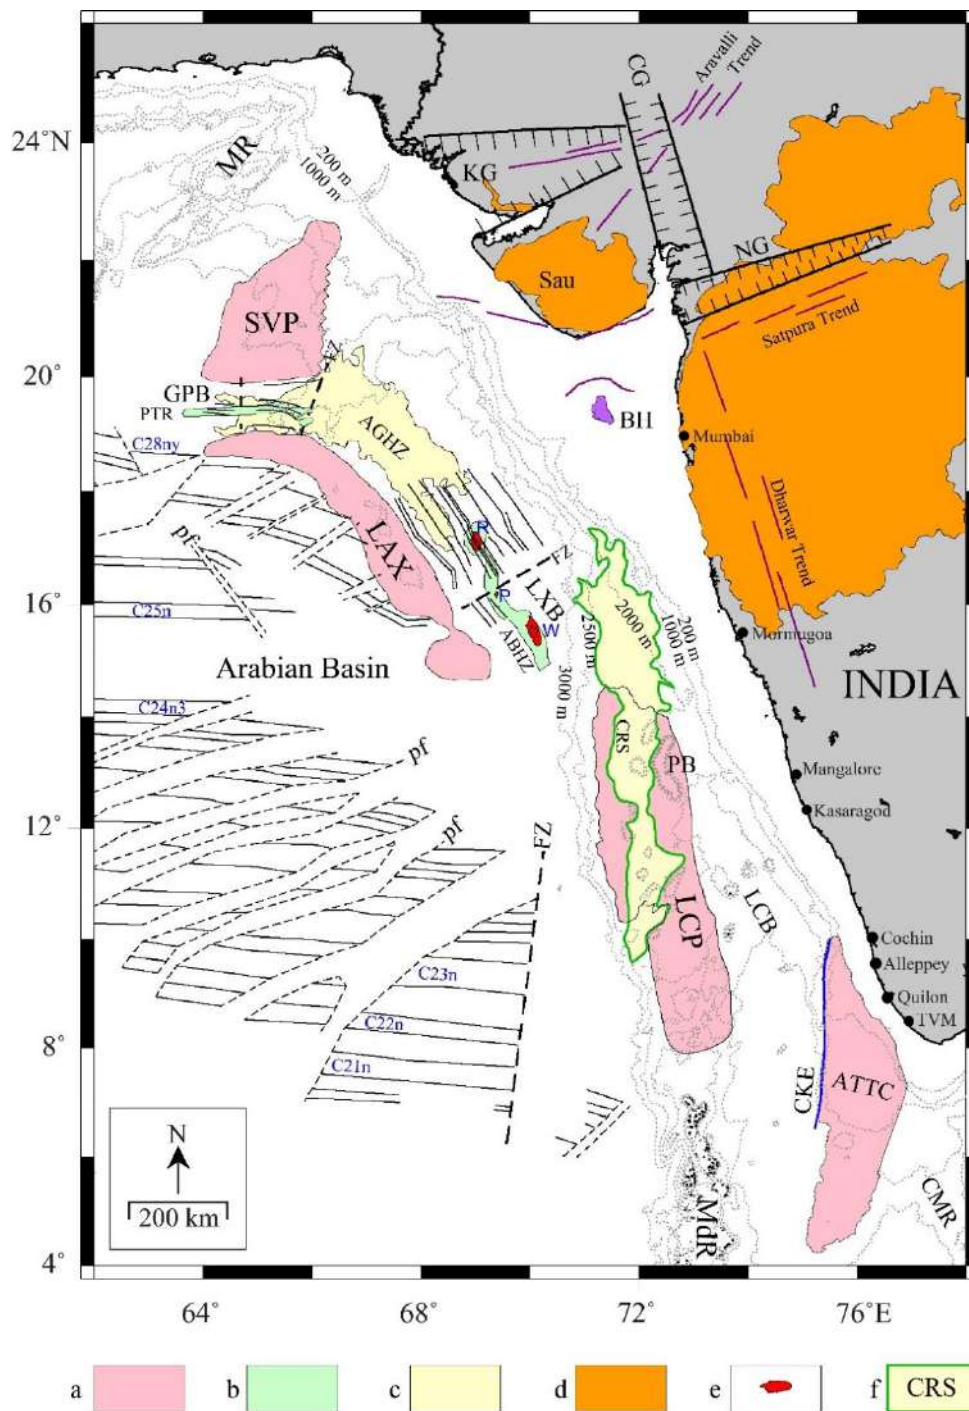 Aravalli
Trend
CG
24°N
MR
200 m
1000 m
KG
NG
Sau
SVP
Satpura Trend
FZ
20°
GPB
PTR
BH
AGHZ
Mumbai
C28ny
Dharwar Trend
R
pf
LAX
FZ
P
LXB
16°
C25n
W
2000 m
200 m
1000 m
2500 m
ABHZ
3000 m
Mormugoa
Arabian Basin
INDIA
C24n3
CRS
pf
PB
Mangalore
Kasaragod
12°
pf
FZ
LCP
LCB
Cochin
Alleppey
C23n
Quilon
C22n
TVM
8°
C21n
CKE
ATTC
N
200 km
MdR
CMR
4°
64° 68° 72° 76°E
a b c d e f CRS